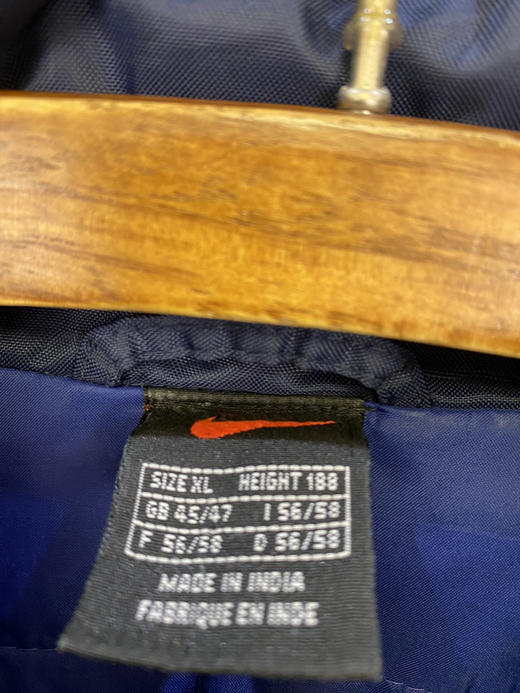 SIZE XL HEIGHT 188
GB 45/47 I 56/58
F 56/58 D 56/58
MADE IN INDIA
FABRIQUE EN INDE